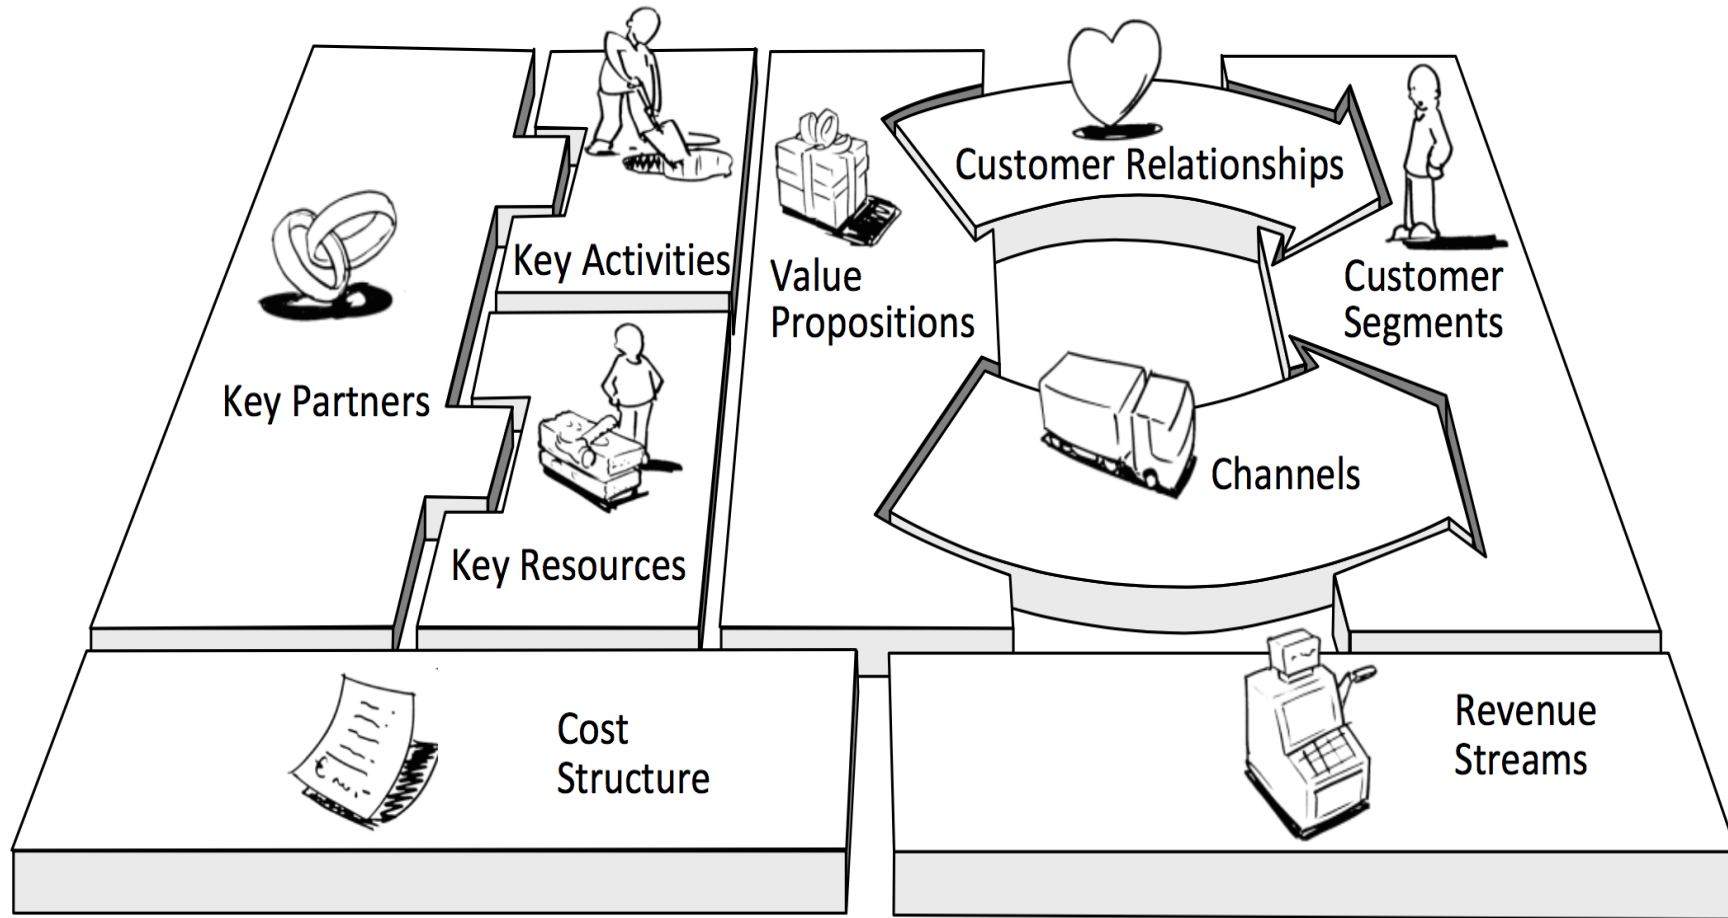 Key Partners
Key Activities
Key Resources
Value
Propositions
Customer Relationships
Channels
Customer
Segments
Cost
Structure
Revenue
Streams